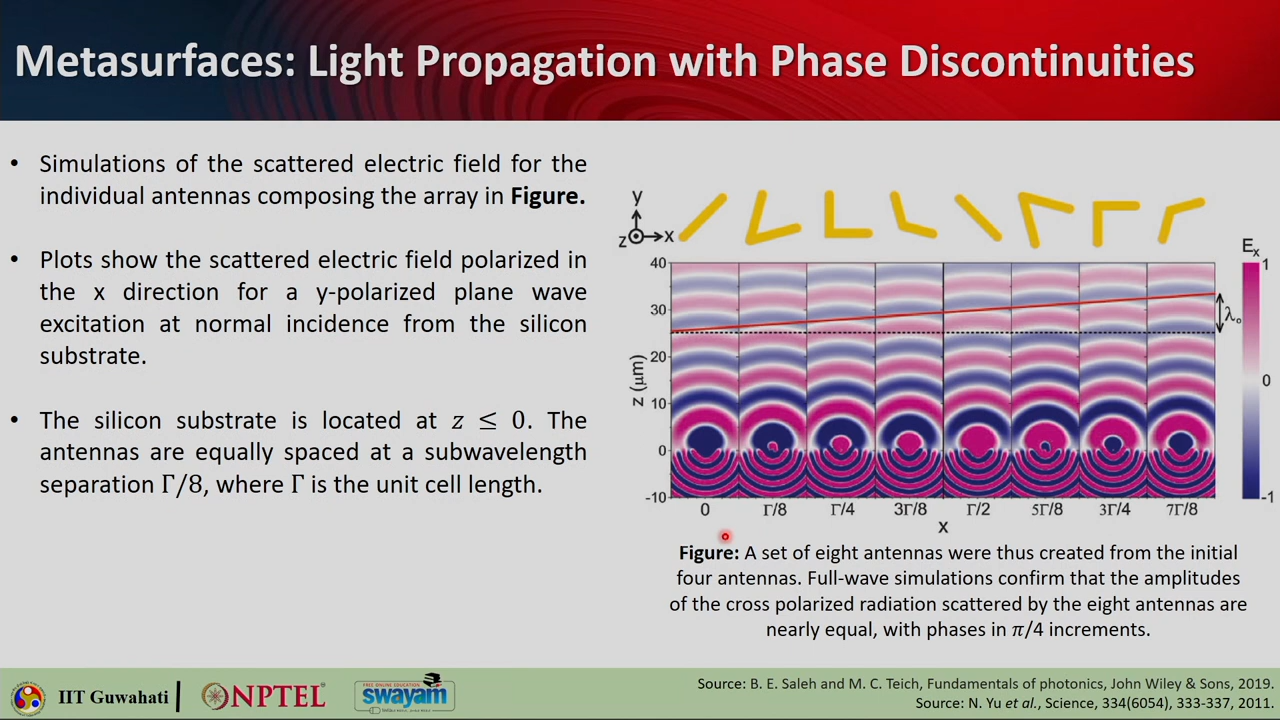 Metasurfaces: Light Propagation with Phase Discontinuities
• Simulations of the scattered electric field for the
individual antennas composing the array in Figure.
• Plots show the scattered electric field polarized in
the x direction for a y-polarized plane wave
excitation at normal incidence from the silicon
substrate.
• The silicon substrate is located at z ≤ 0. The
antennas are equally spaced at a subwavelength
separation Γ/8, where Γ is the unit cell length.
y
z x
Eₓ
40
30
20
10
0
-10
z (μm)
λₒ
1
0
-1
0 Γ/8 Γ/4 3Γ/8 Γ/2 5Γ/8 3Γ/4 7Γ/8
x
Figure: A set of eight antennas were thus created from the initial
four antennas. Full-wave simulations confirm that the amplitudes
of the cross polarized radiation scattered by the eight antennas are
nearly equal, with phases in π/4 increments.
IIT Guwahati
NPTEL
FREE ONLINE EDUCATION
swayam
Source: B. E. Saleh and M. C. Teich, Fundamentals of photonics, John Wiley & Sons, 2019.
Source: N. Yu et al., Science, 334(6054), 333-337, 2011.